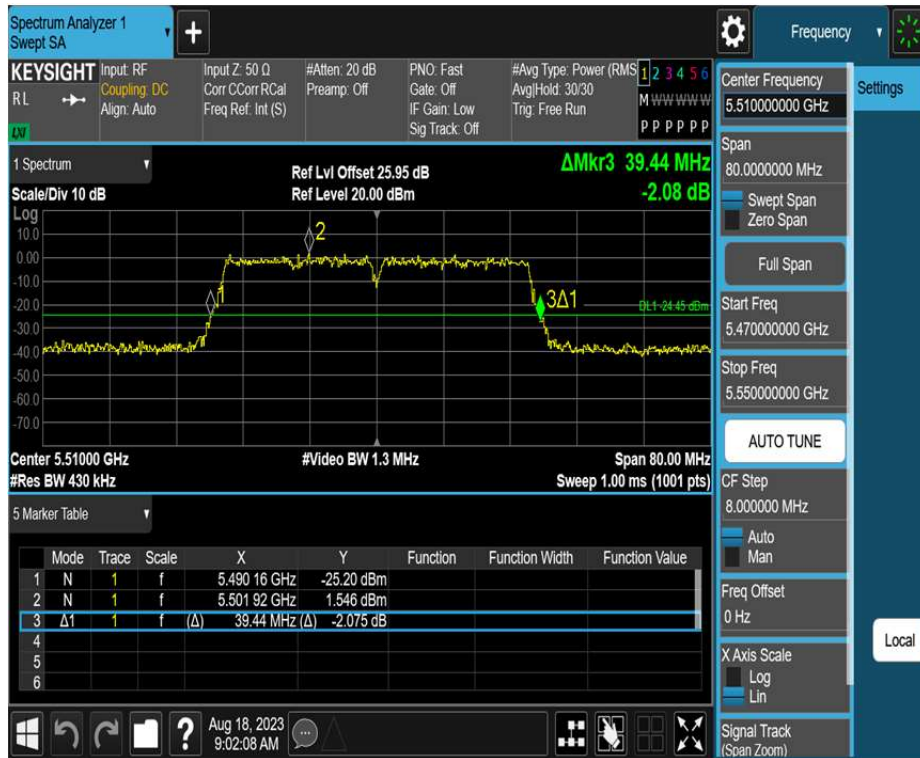 Spectrum Analyzer 1
Swept SA
+
Frequency
KEYSIGHT
RL
LXI
Input: RF
Coupling: DC
Align: Auto
Input Z: 50 Ω
Corr CCorr RCal
Freq Ref: Int (S)
#Atten: 20 dB
Preamp: Off
PNO: Fast
Gate: Off
IF Gain: Low
Sig Track: Off
#Avg Type: Power (RMS
Avg|Hold: 30/30
Trig: Free Run
1 2 3 4 5 6
M W W W W W
P P P P P P
Center Frequency
5.510000000 GHz
Settings
Span
80.0000000 MHz
Swept Span
Zero Span
Full Span
Start Freq
5.470000000 GHz
Stop Freq
5.550000000 GHz
AUTO TUNE
CF Step
8.000000 MHz
Auto
Man
Freq Offset
0 Hz
X Axis Scale
Log
Lin
Signal Track
(Span Zoom)
Local
1 Spectrum
Scale/Div 10 dB
Ref Lvl Offset 25.95 dB
Ref Level 20.00 dBm
ΔMkr3 39.44 MHz
-2.08 dB
Log
10.0
0.00
-10.0
-20.0
-30.0
-40.0
-50.0
-60.0
-70.0
2
3Δ1
DL1 -24.45 dBm
Center 5.51000 GHz
#Video BW 1.3 MHz
Span 80.00 MHz
#Res BW 430 kHz
Sweep 1.00 ms (1001 pts)
5 Marker Table
Mode Trace Scale X Y Function Function Width Function Value
1 N 1 f 5.490 16 GHz -25.20 dBm
2 N 1 f 5.501 92 GHz 1.546 dBm
3 Δ1 1 f (Δ) 39.44 MHz (Δ) -2.075 dB
4
5
6
?
Aug 18, 2023
9:02:08 AM